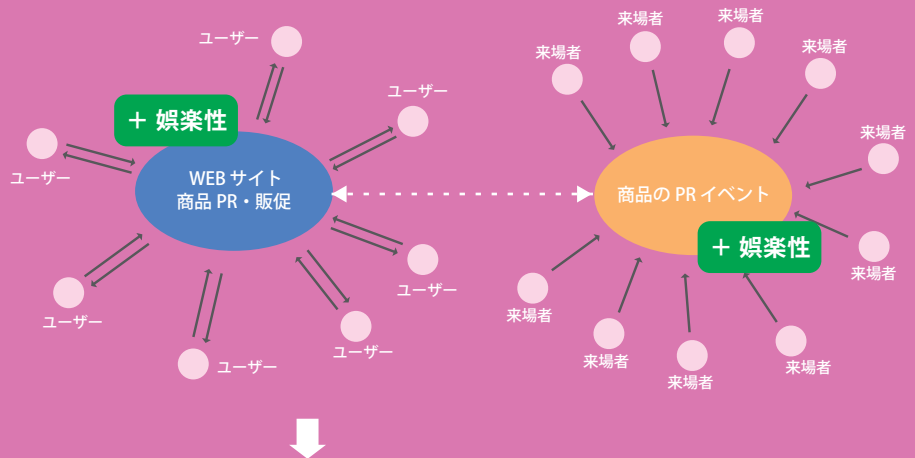 ユーザー
ユーザー
＋ 娯楽性
ユーザー
WEB サイト
商品 PR・販促
ユーザー
ユーザー
ユーザー
ユーザー
来場者
来場者
来場者
来場者
来場者
商品の PR イベント
＋ 娯楽性
来場者
来場者
来場者
来場者
来場者